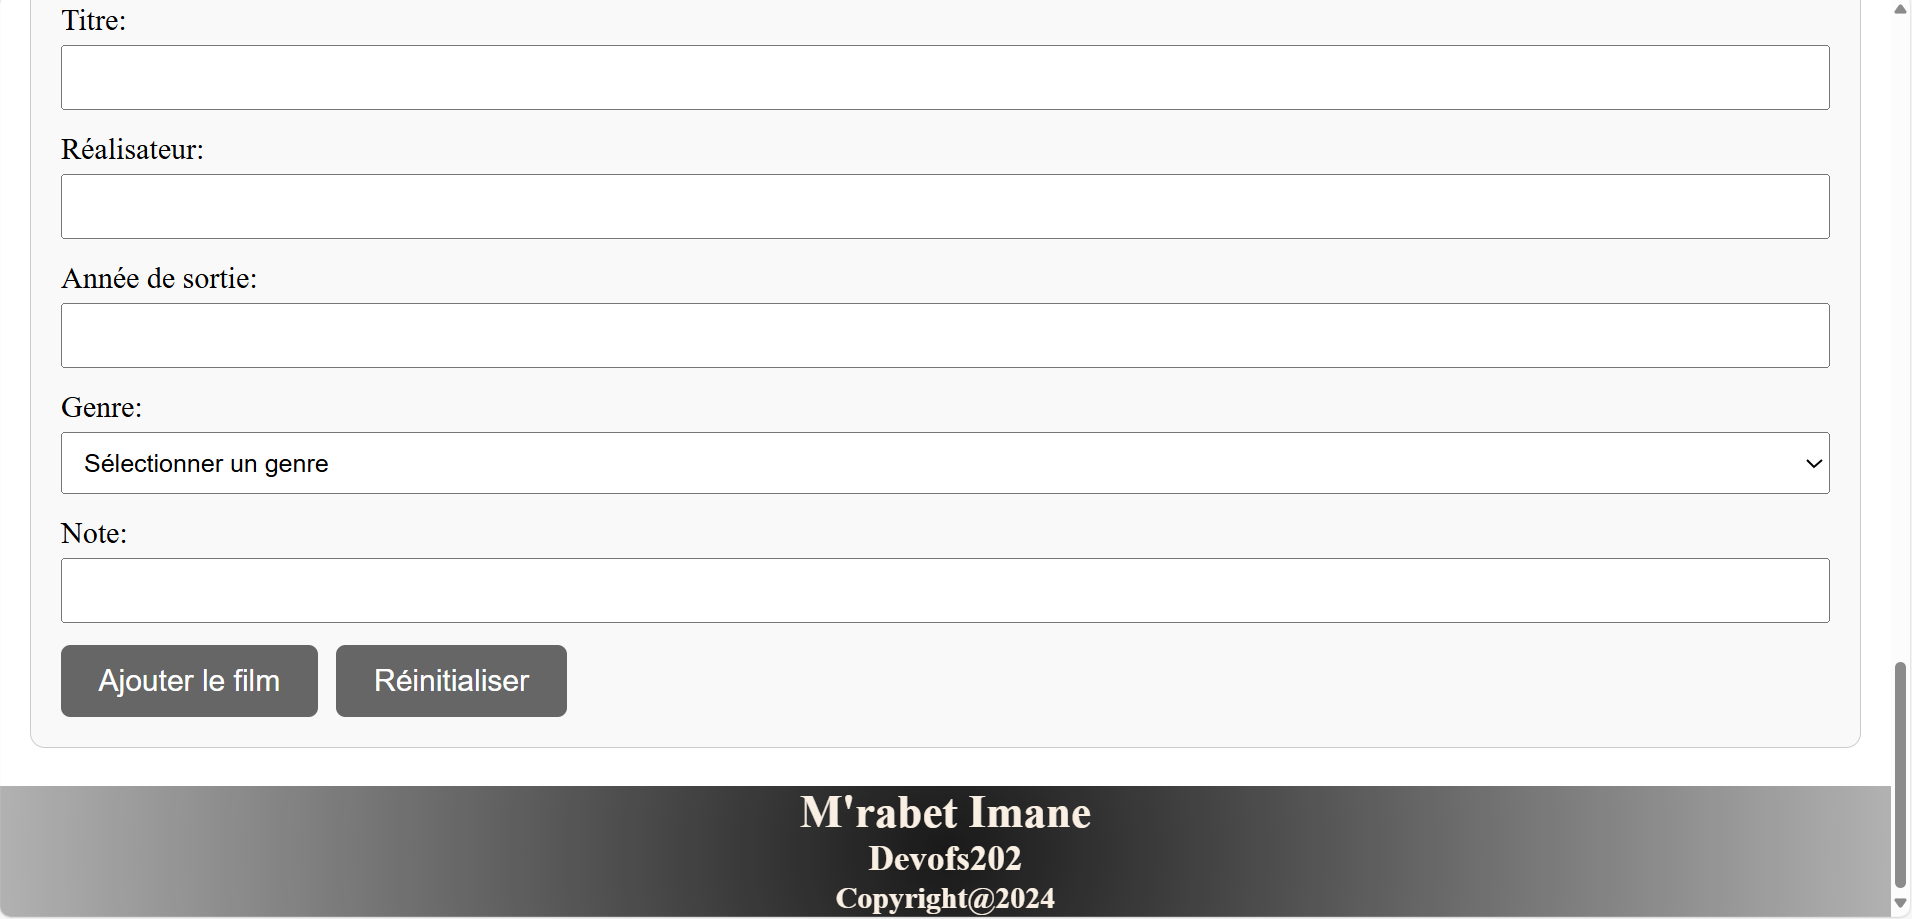 Titre:
Réalisateur:
Année de sortie:
Genre:
Sélectionner un genre
Note:
Ajouter le film Réinitialiser
M'rabet Imane
Devofs202
Copyright@2024